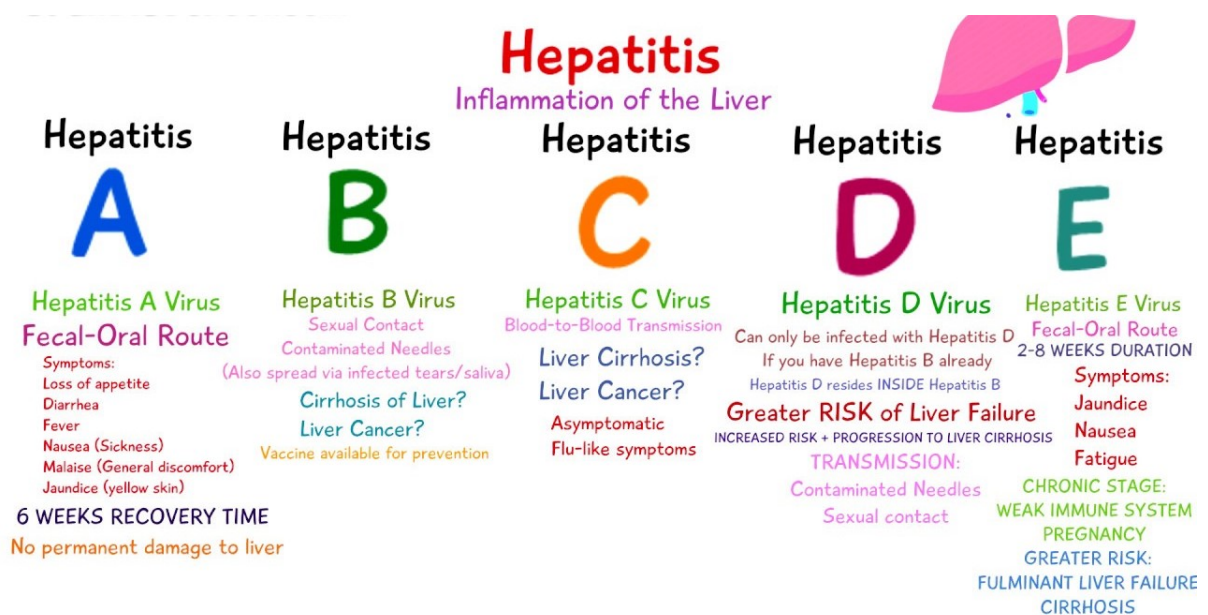 Hepatitis
Inflammation of the Liver
Hepatitis
A
Hepatitis A Virus
Fecal-Oral Route
Symptoms:
Loss of appetite
Diarrhea
Fever
Nausea (Sickness)
Malaise (General discomfort)
Jaundice (yellow skin)
6 WEEKS RECOVERY TIME
No permanent damage to liver
Hepatitis
B
Hepatitis B Virus
Sexual Contact
Contaminated Needles
(Also spread via infected tears/saliva)
Cirrhosis of Liver?
Liver Cancer?
Vaccine available for prevention
Hepatitis
C
Hepatitis C Virus
Blood-to-Blood Transmission
Liver Cirrhosis?
Liver Cancer?
Asymptomatic
Flu-like symptoms
Hepatitis
D
Hepatitis D Virus
Can only be infected with Hepatitis D
If you have Hepatitis B already
Hepatitis D resides INSIDE Hepatitis B
Greater RISK of Liver Failure
INCREASED RISK + PROGRESSION TO LIVER CIRRHOSIS
TRANSMISSION:
Contaminated Needles
Sexual contact
Hepatitis
E
Hepatitis E Virus
Fecal-Oral Route
2-8 WEEKS DURATION
Symptoms:
Jaundice
Nausea
Fatigue
CHRONIC STAGE:
WEAK IMMUNE SYSTEM
PREGNANCY
GREATER RISK:
FULMINANT LIVER FAILURE
CIRRHOSIS